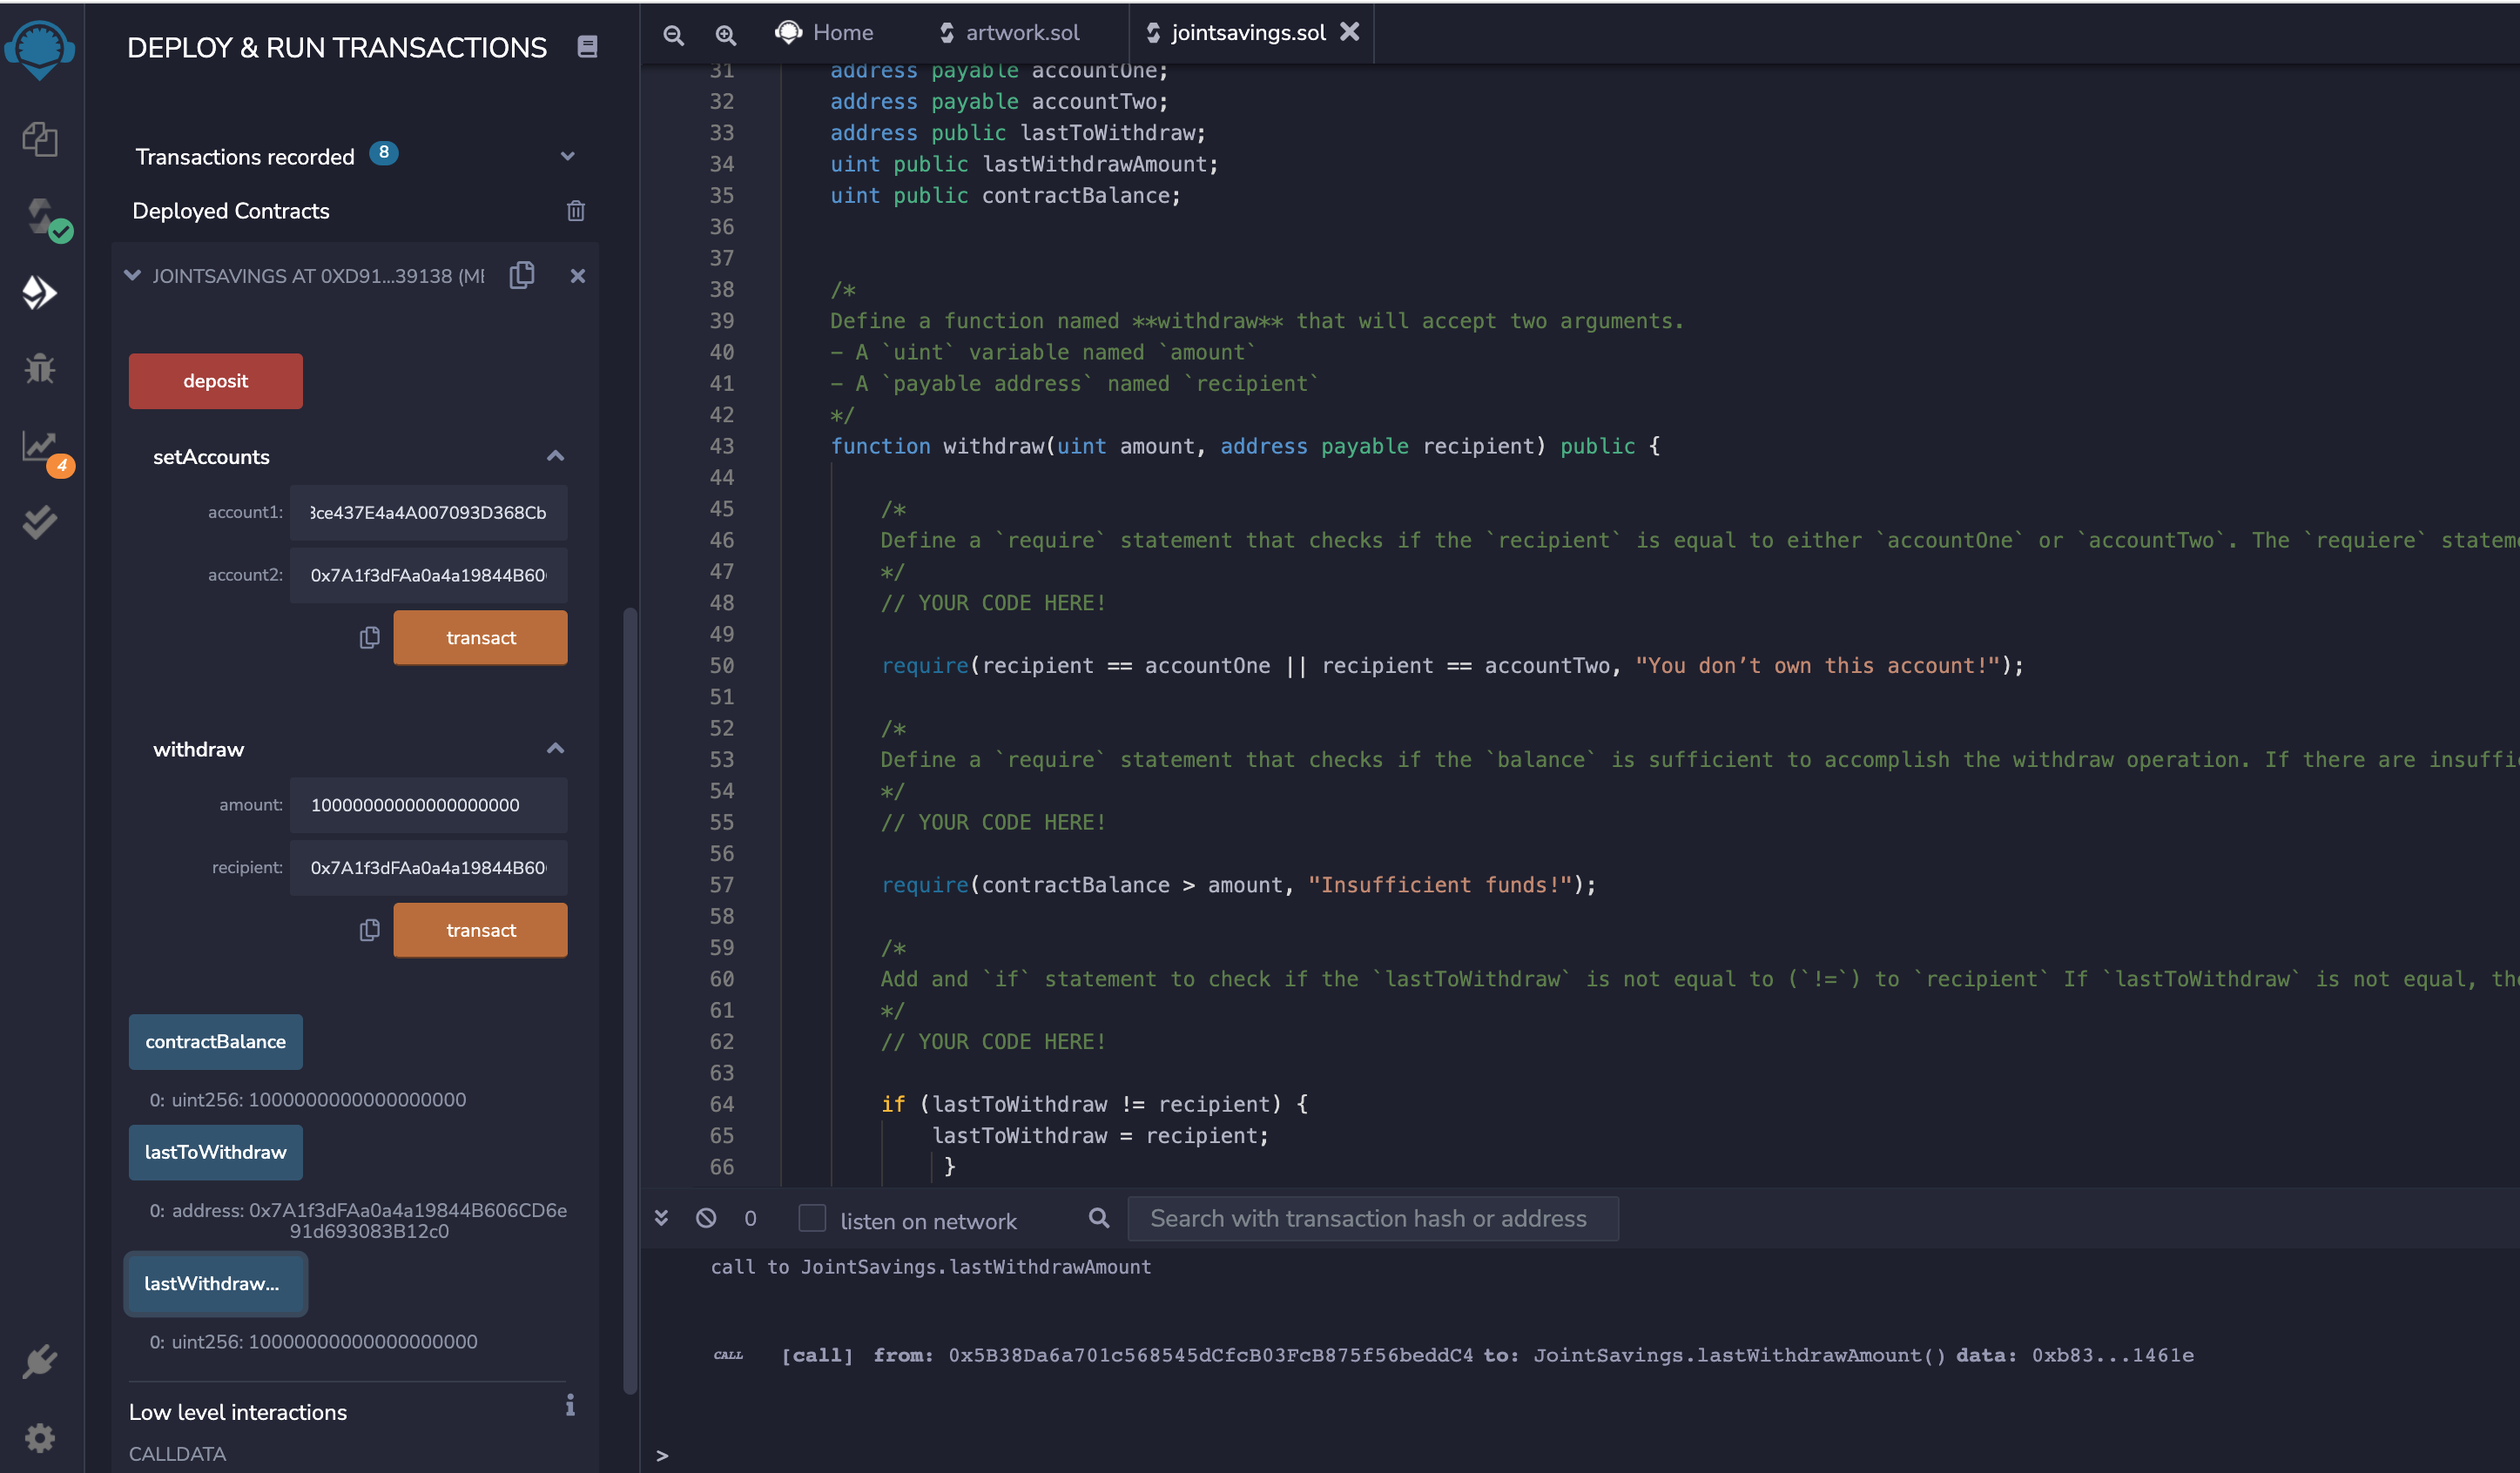 DEPLOY & RUN TRANSACTIONS
Transactions recorded 8
Deployed Contracts
JOINTSAVINGS AT 0XD91...39138 (ME
deposit
setAccounts
account1: 3ce437E4a4A007093D368Cb
account2: 0x7A1f3dFAa0a4a19844B60
transact
withdraw
amount: 10000000000000000000
recipient: 0x7A1f3dFAa0a4a19844B60
transact
contractBalance
0: uint256: 1000000000000000000
lastToWithdraw
0: address: 0x7A1f3dFAa0a4a19844B606CD6e
91d693083B12c0
lastWithdraw...
0: uint256: 10000000000000000000
Low level interactions
CALLDATA
4
Home
artwork.sol
jointsavings.sol
31 address payable accountOne;
32 address payable accountTwo;
33 address public lastToWithdraw;
34 uint public lastWithdrawAmount;
35 uint public contractBalance;
36
37
38 /*
39 Define a function named **withdraw** that will accept two arguments.
40 - A `uint` variable named `amount`
41 - A `payable address` named `recipient`
42 */
43 function withdraw(uint amount, address payable recipient) public {
44
45 /*
46 Define a `require` statement that checks if the `recipient` is equal to either `accountOne` or `accountTwo`. The `requiere` statem
47 */
48 // YOUR CODE HERE!
49
50 require(recipient == accountOne || recipient == accountTwo, "You don’t own this account!");
51
52 /*
53 Define a `require` statement that checks if the `balance` is sufficient to accomplish the withdraw operation. If there are insuffi
54 */
55 // YOUR CODE HERE!
56
57 require(contractBalance > amount, "Insufficient funds!");
58
59 /*
60 Add and `if` statement to check if the `lastToWithdraw` is not equal to (`!=`) to `recipient` If `lastToWithdraw` is not equal, the
61 */
62 // YOUR CODE HERE!
63
64 if (lastToWithdraw != recipient) {
65 lastToWithdraw = recipient;
66 }
0 listen on network Search with transaction hash or address
call to JointSavings.lastWithdrawAmount
CALL [call] from: 0x5B38Da6a701c568545dCfcB03FcB875f56beddC4 to: JointSavings.lastWithdrawAmount() data: 0xb83...1461e
>